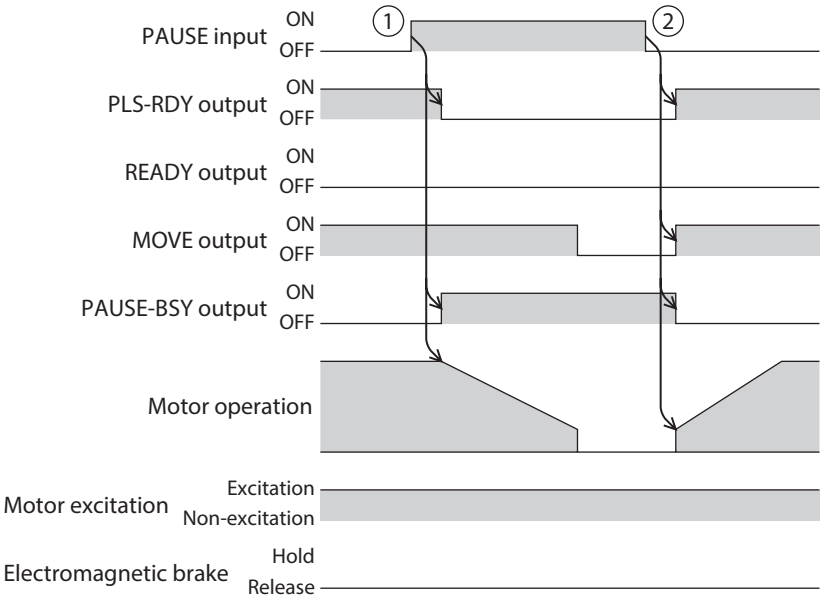 ① ②
PAUSE input ON
OFF
PLS-RDY output ON
OFF
READY output ON
OFF
MOVE output ON
OFF
PAUSE-BSY output ON
OFF
Motor operation
Motor excitation Excitation
Non-excitation
Electromagnetic brake Hold
Release